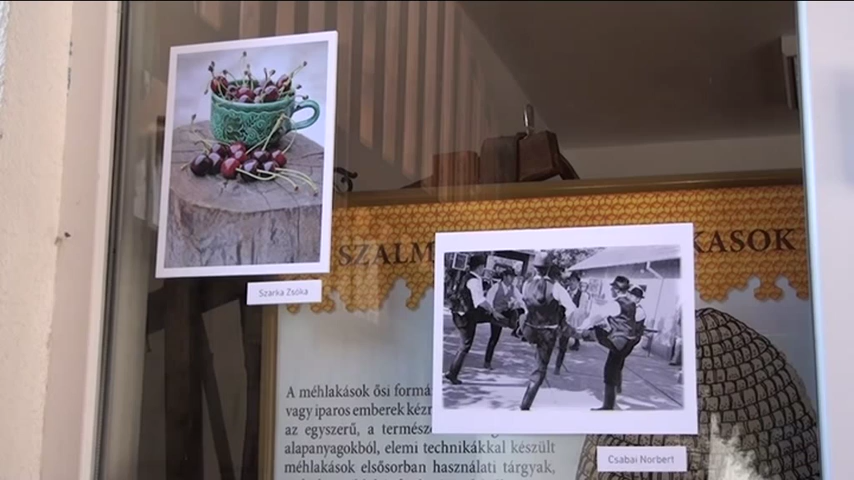 Szarka Zsóka
SZALM KASOK
A méhlakások ősi formá
vagy iparos emberek kézr
az egyszerű, a természe
alapanyagokból, elemi technikákkal készült
méhlakások elsősorban használati tárgyak,
Csabai Norbert